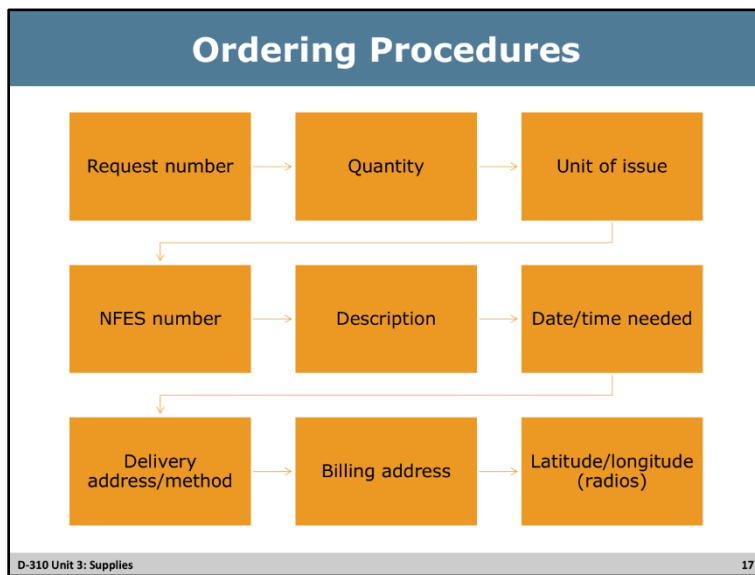 Ordering Procedures
Request number
Quantity
Unit of issue
NFES number
Description
Date/time needed
Delivery
address/method
Billing address
Latitude/longitude
(radios)
D-310 Unit 3: Supplies
17